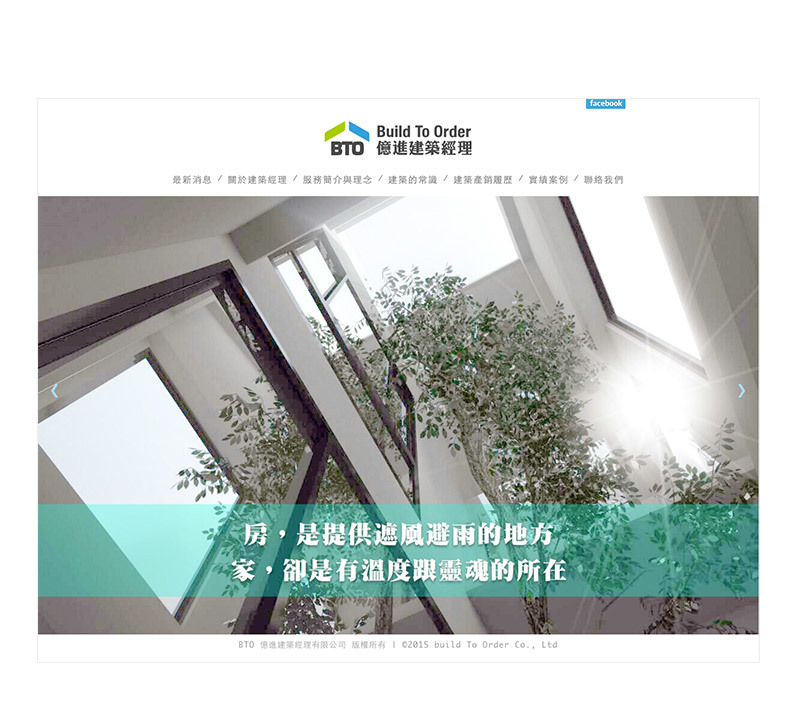 facebook
BTO Build To Order
億進建築經理
最新消息 / 關於建築經理 / 服務簡介與理念 / 建築的常識 / 建築產銷履歷 / 實績案例 / 聯絡我們
房，是提供遮風避雨的地方
家，卻是有溫度跟靈魂的所在
BTO 億進建築經理有限公司 版權所有 | ©2015 build To Order Co., Ltd